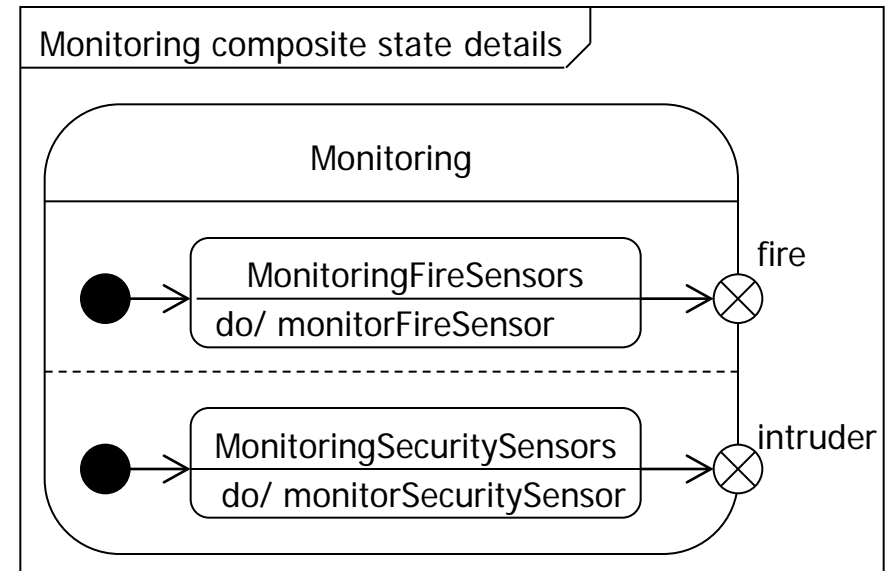 Monitoring composite state details
Monitoring
fire
MonitoringFireSensors
do/ monitorFireSensor
intruder
MonitoringSecuritySensors
do/ monitorSecuritySensor